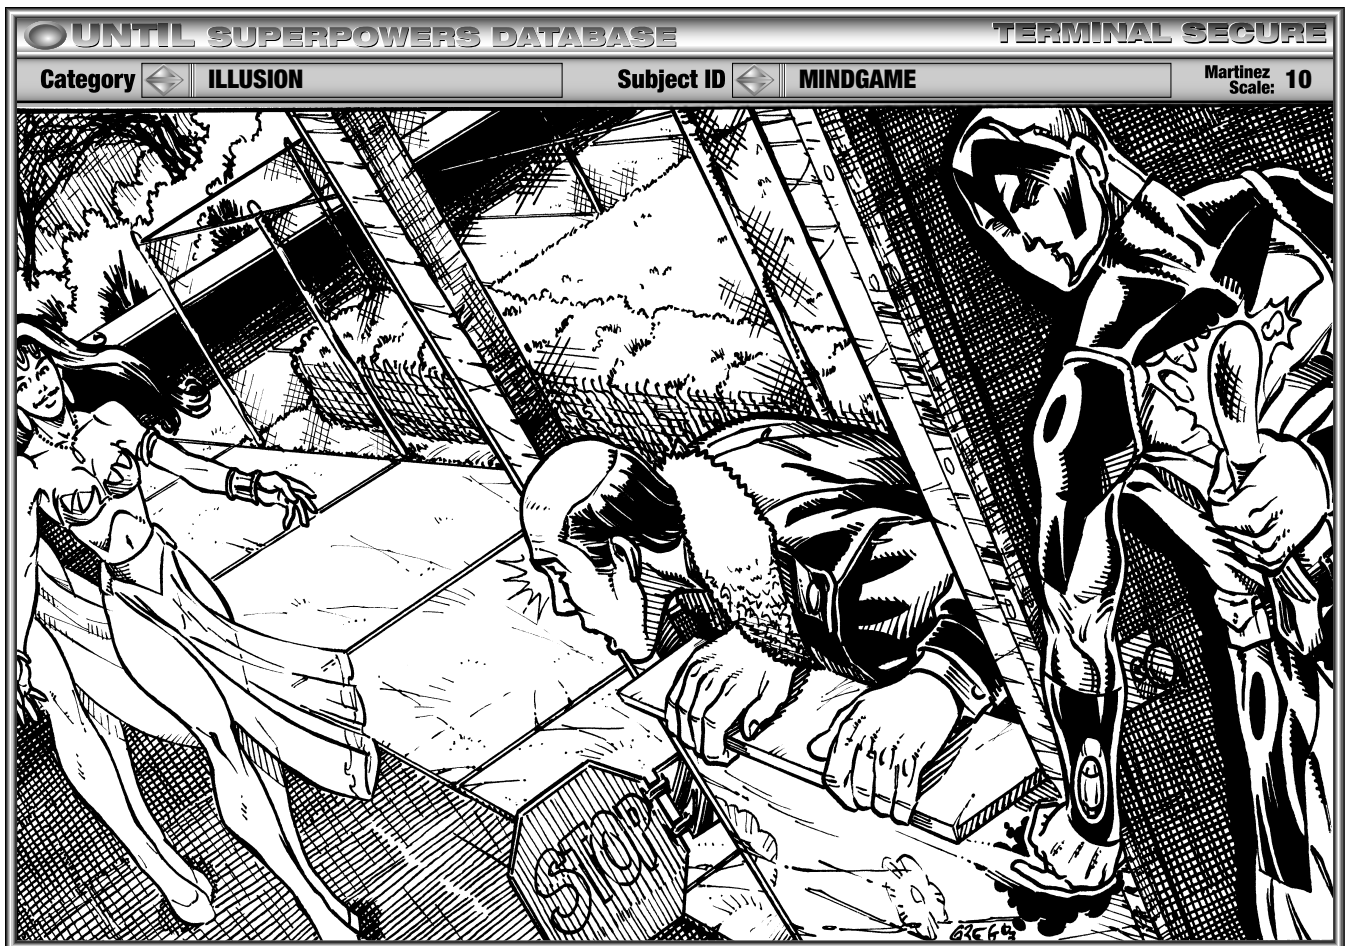 UNTIL SUPERPOWERS DATABASE TERMINAL SECURE
Category ILLUSION Subject ID MINDGAME Martinez Scale: 10
STOP